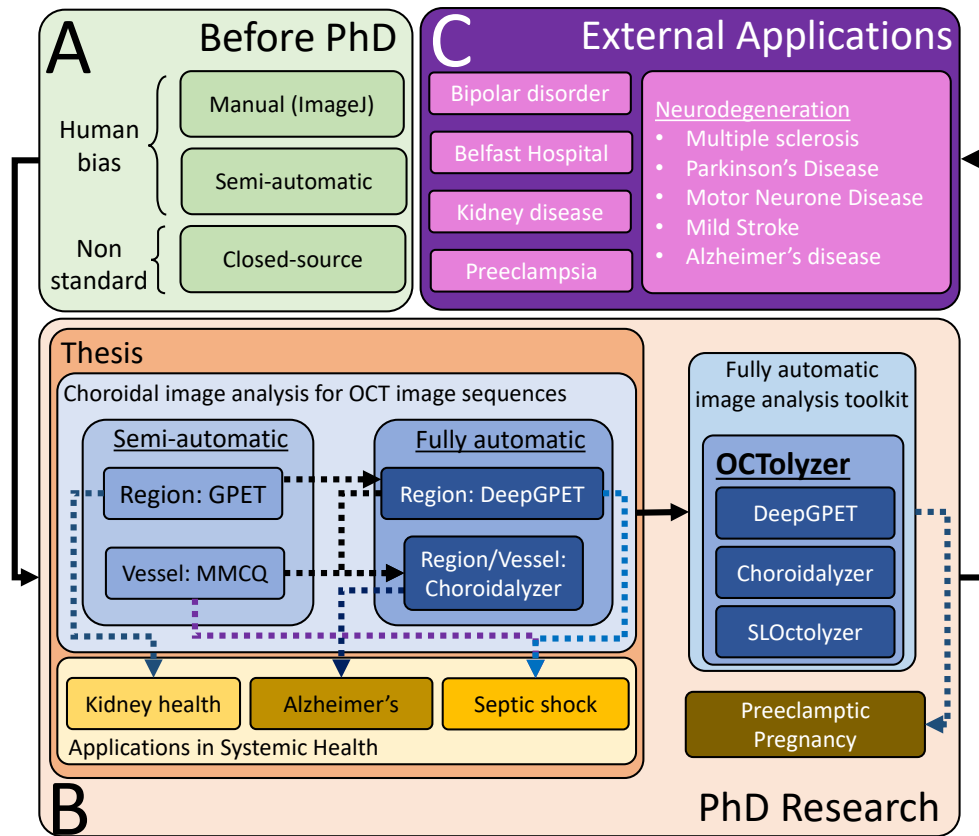 A
Before PhD
Human
bias
Manual (ImageJ)
Semi-automatic
Non
standard
Closed-source
C
External Applications
Bipolar disorder
Belfast Hospital
Kidney disease
Preeclampsia
Neurodegeneration
• Multiple sclerosis
• Parkinson's Disease
• Motor Neurone Disease
• Mild Stroke
• Alzheimer's disease
Thesis
Choroidal image analysis for OCT image sequences
Semi-automatic
Region: GPET
Vessel: MMCQ
Fully automatic
Region: DeepGPET
Region/Vessel:
Choroidalyzer
Kidney health
Alzheimer's
Septic shock
Applications in Systemic Health
Fully automatic
image analysis toolkit
OCTolyzer
DeepGPET
Choroidalyzer
SLOctolyzer
Preeclamptic
Pregnancy
B
PhD Research